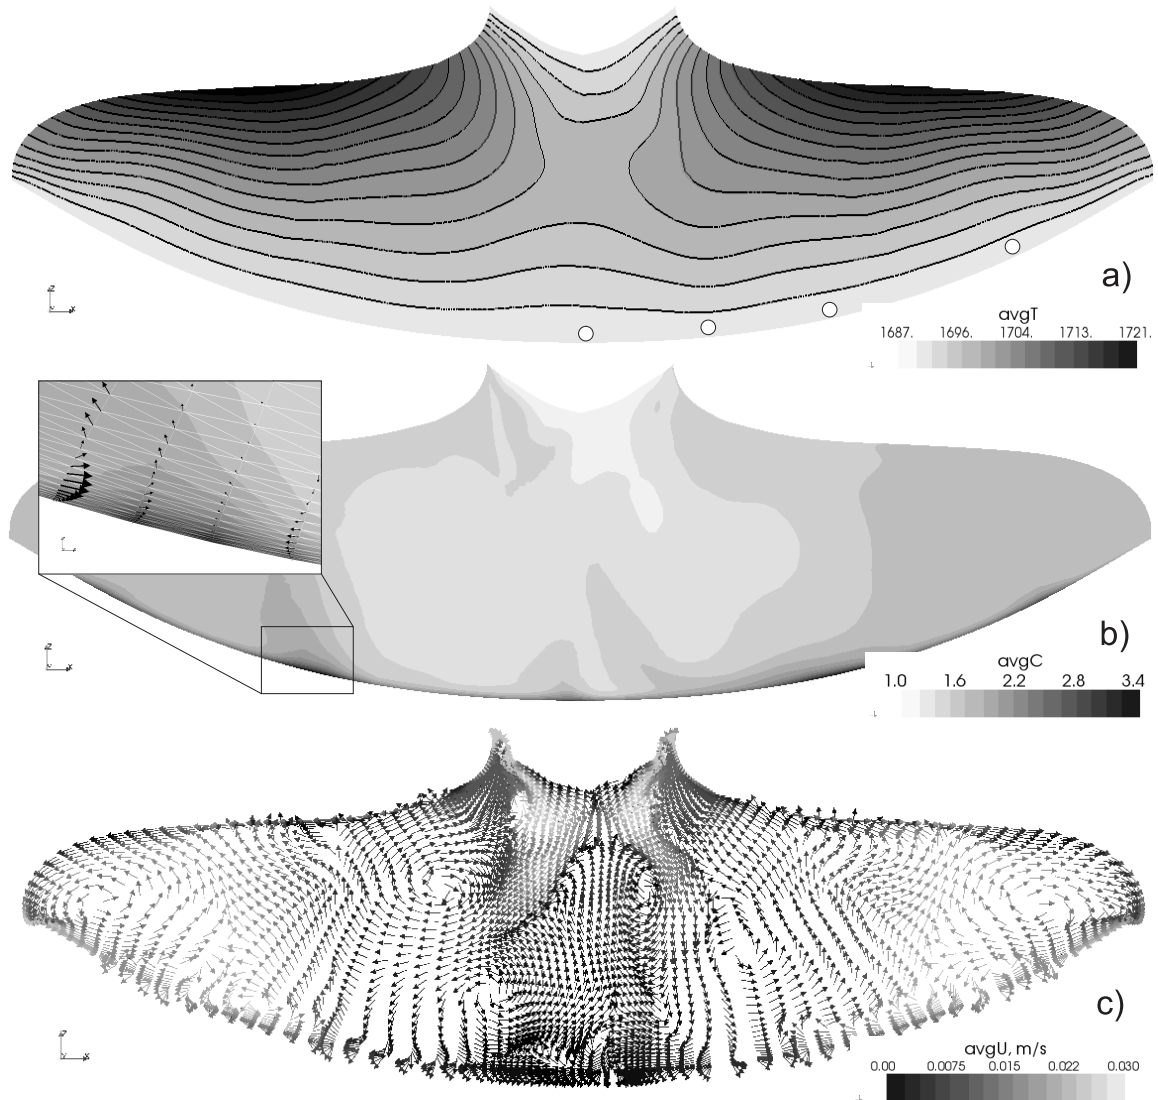 a)
avgT
1687. 1696. 1704. 1713. 1721.
z
x
b)
avgC
1.0 1.6 2.2 2.8 3.4
z
x
c)
avgU, m/s
0.00 0.0075 0.015 0.022 0.030
z
x